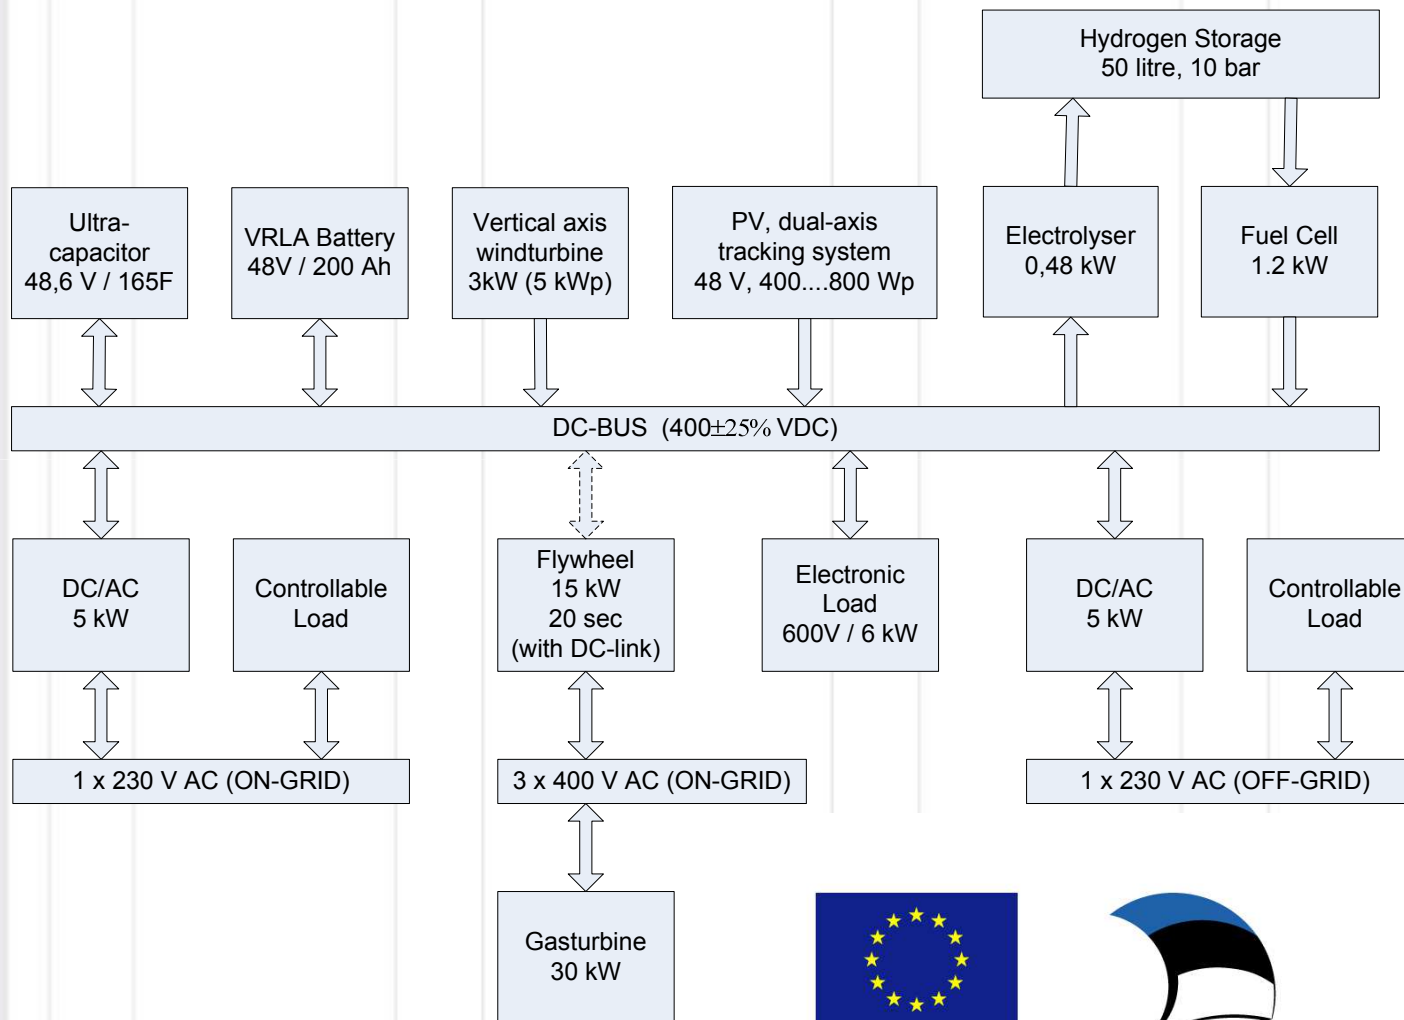 Hydrogen Storage
50 litre, 10 bar
Ultra-
capacitor
48,6 V / 165F
VRLA Battery
48V / 200 Ah
Vertical axis
windturbine
3kW (5 kWp)
PV, dual-axis
tracking system
48 V, 400....800 Wp
Electrolyser
0,48 kW
Fuel Cell
1.2 kW
DC-BUS (400±25% VDC)
DC/AC
5 kW
Controllable
Load
Flywheel
15 kW
20 sec
(with DC-link)
Electronic
Load
600V / 6 kW
DC/AC
5 kW
Controllable
Load
1 x 230 V AC (ON-GRID)
3 x 400 V AC (ON-GRID)
1 x 230 V AC (OFF-GRID)
Gasturbine
30 kW